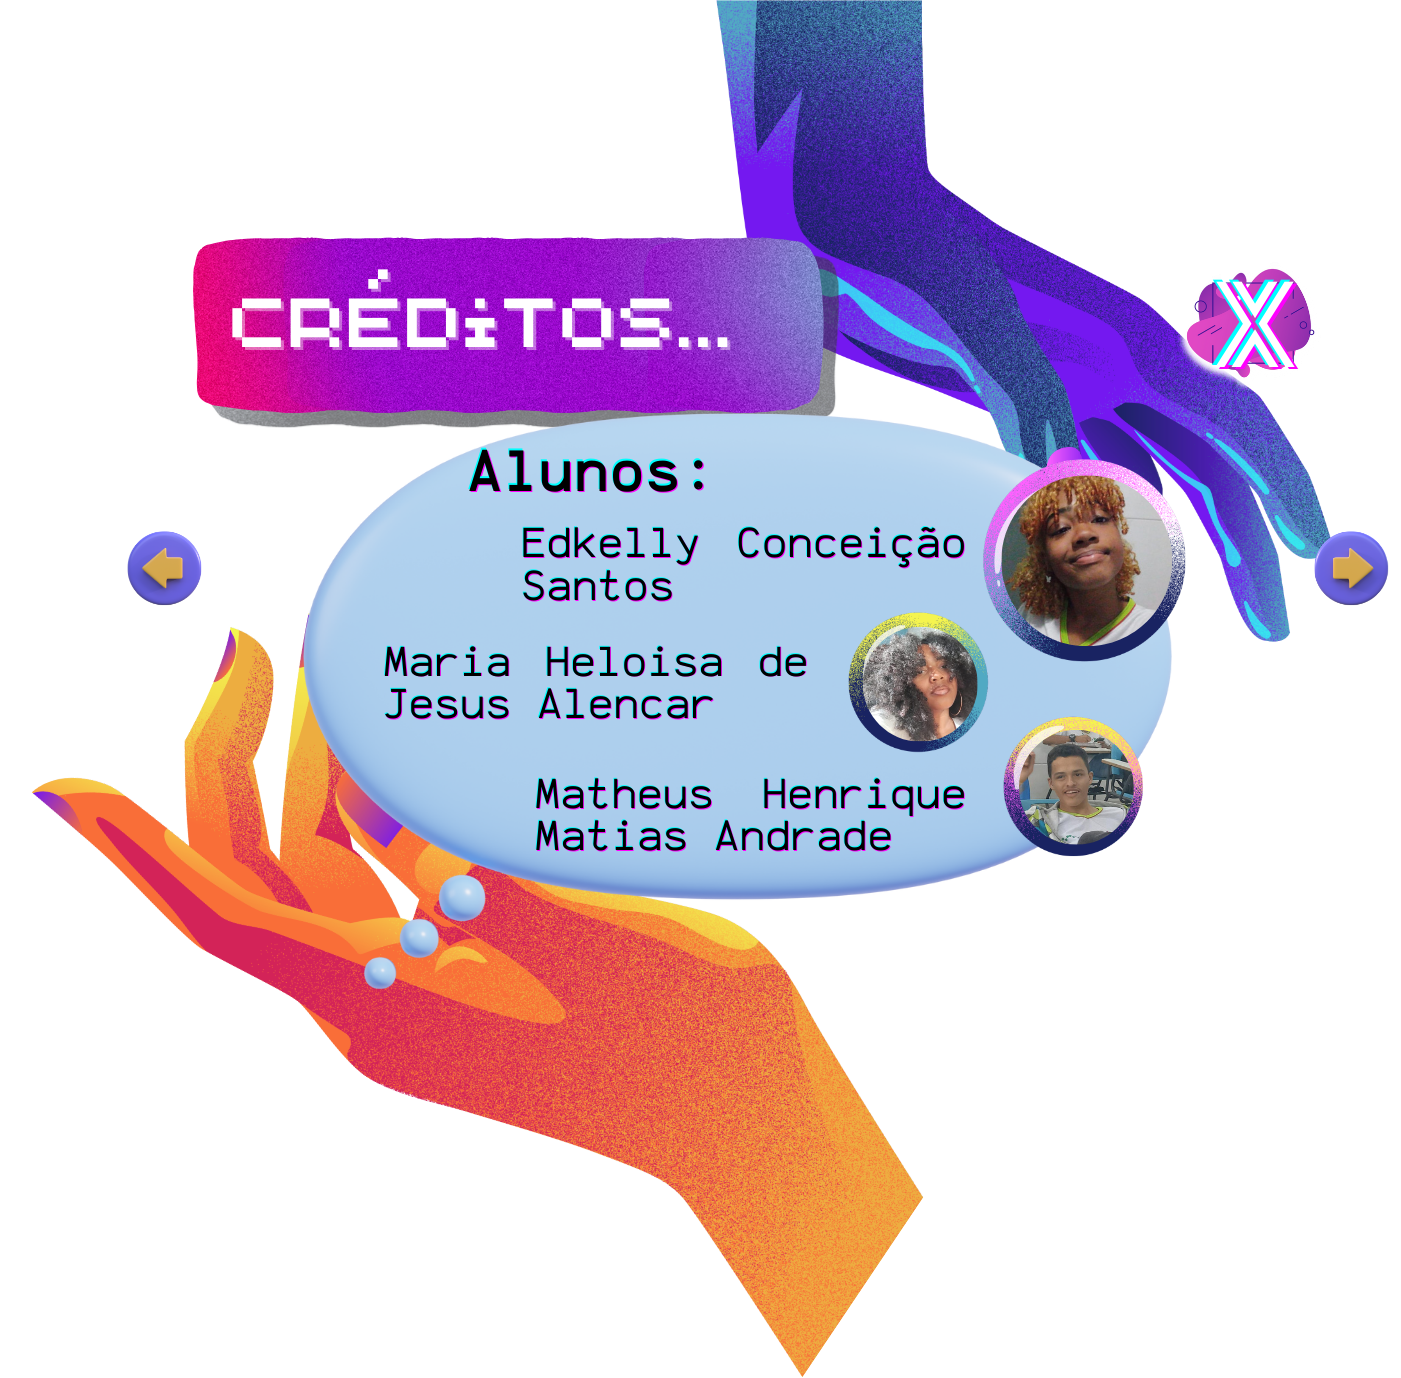 CRÉDiTOS...
X
Alunos:
Edkelly Conceição
Santos
Maria Heloisa de
Jesus Alencar
Matheus Henrique
Matias Andrade